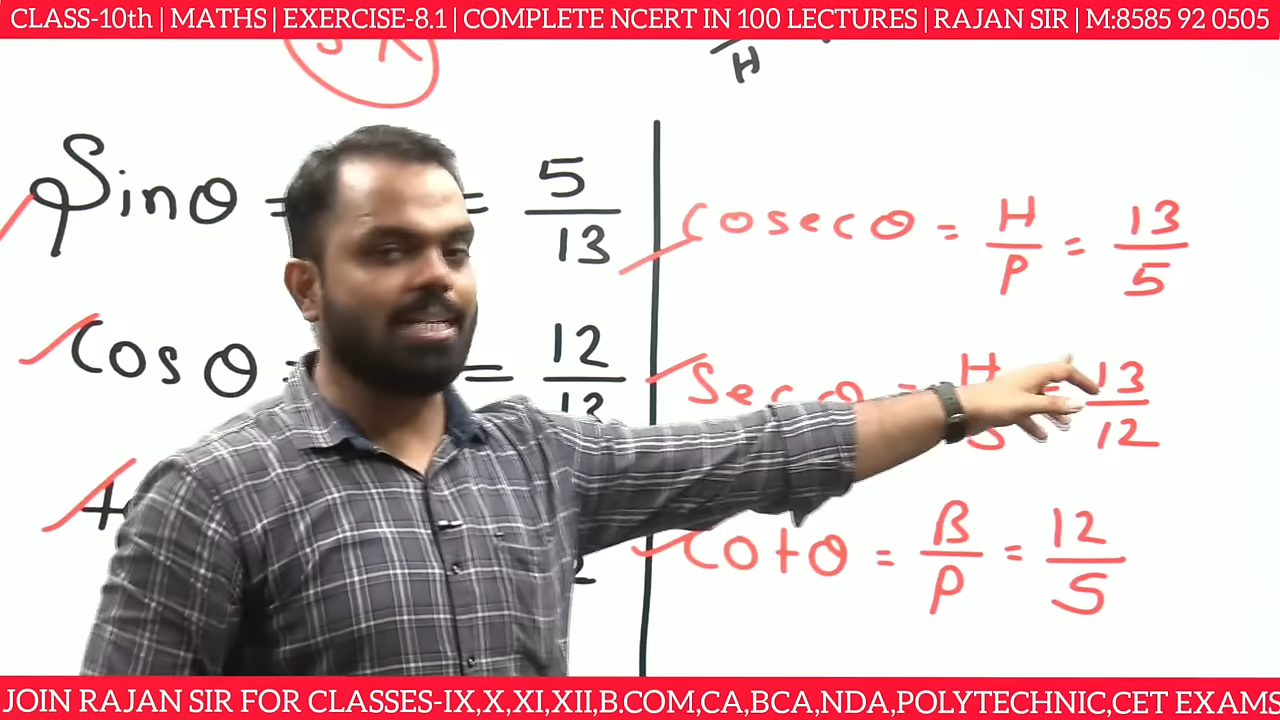 CLASS-10th | MATHS | EXERCISE-8.1 | COMPLETE NCERT IN 100 LECTURES | RAJAN SIR | M:8585 92 0505
H
Sinθ = = 5/13
Cosθ = = 12/13
cosecθ = H/P = 13/5
Secθ = H = 13/12
cotθ = B/P = 12/5
JOIN RAJAN SIR FOR CLASSES-IX,X,XI,XII,B.COM,CA,BCA,NDA,POLYTECHNIC,CET EXAMS